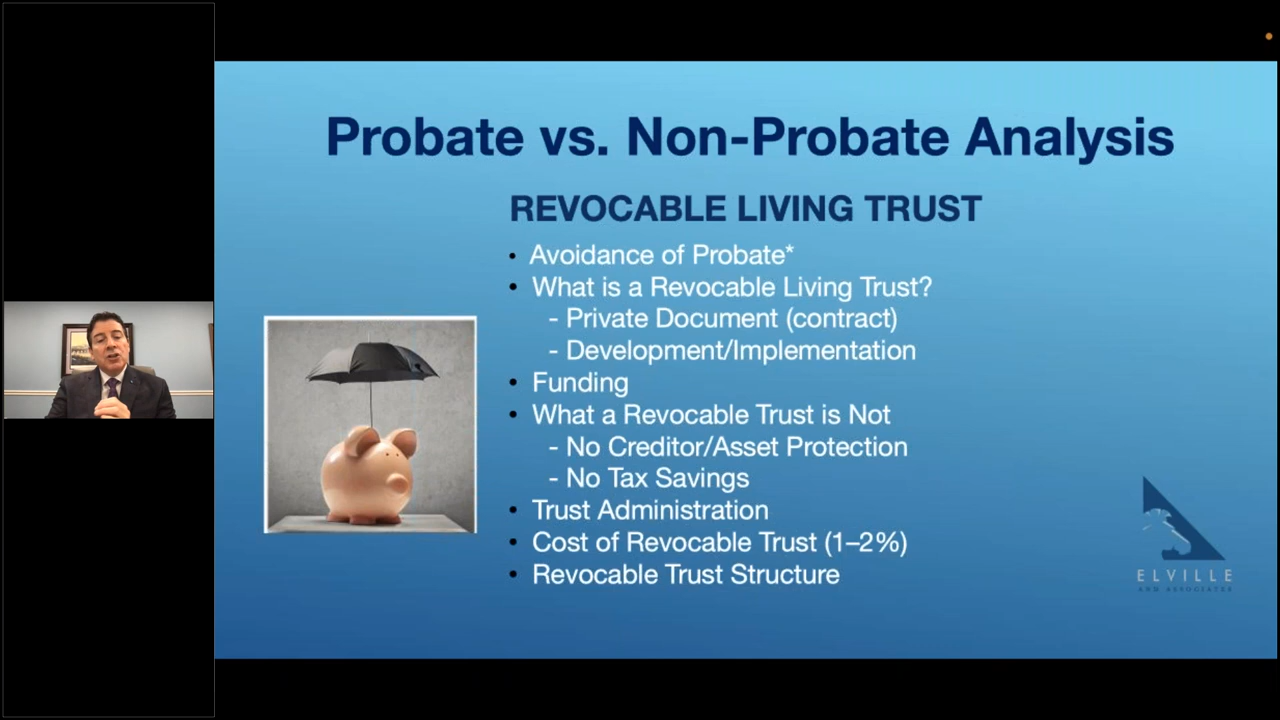 Probate vs. Non-Probate Analysis
REVOCABLE LIVING TRUST
• Avoidance of Probate*
• What is a Revocable Living Trust?
- Private Document (contract)
- Development/Implementation
• Funding
• What a Revocable Trust is Not
- No Creditor/Asset Protection
- No Tax Savings
• Trust Administration
• Cost of Revocable Trust (1–2%)
• Revocable Trust Structure
ELVILLE
AND ASSOCIATES